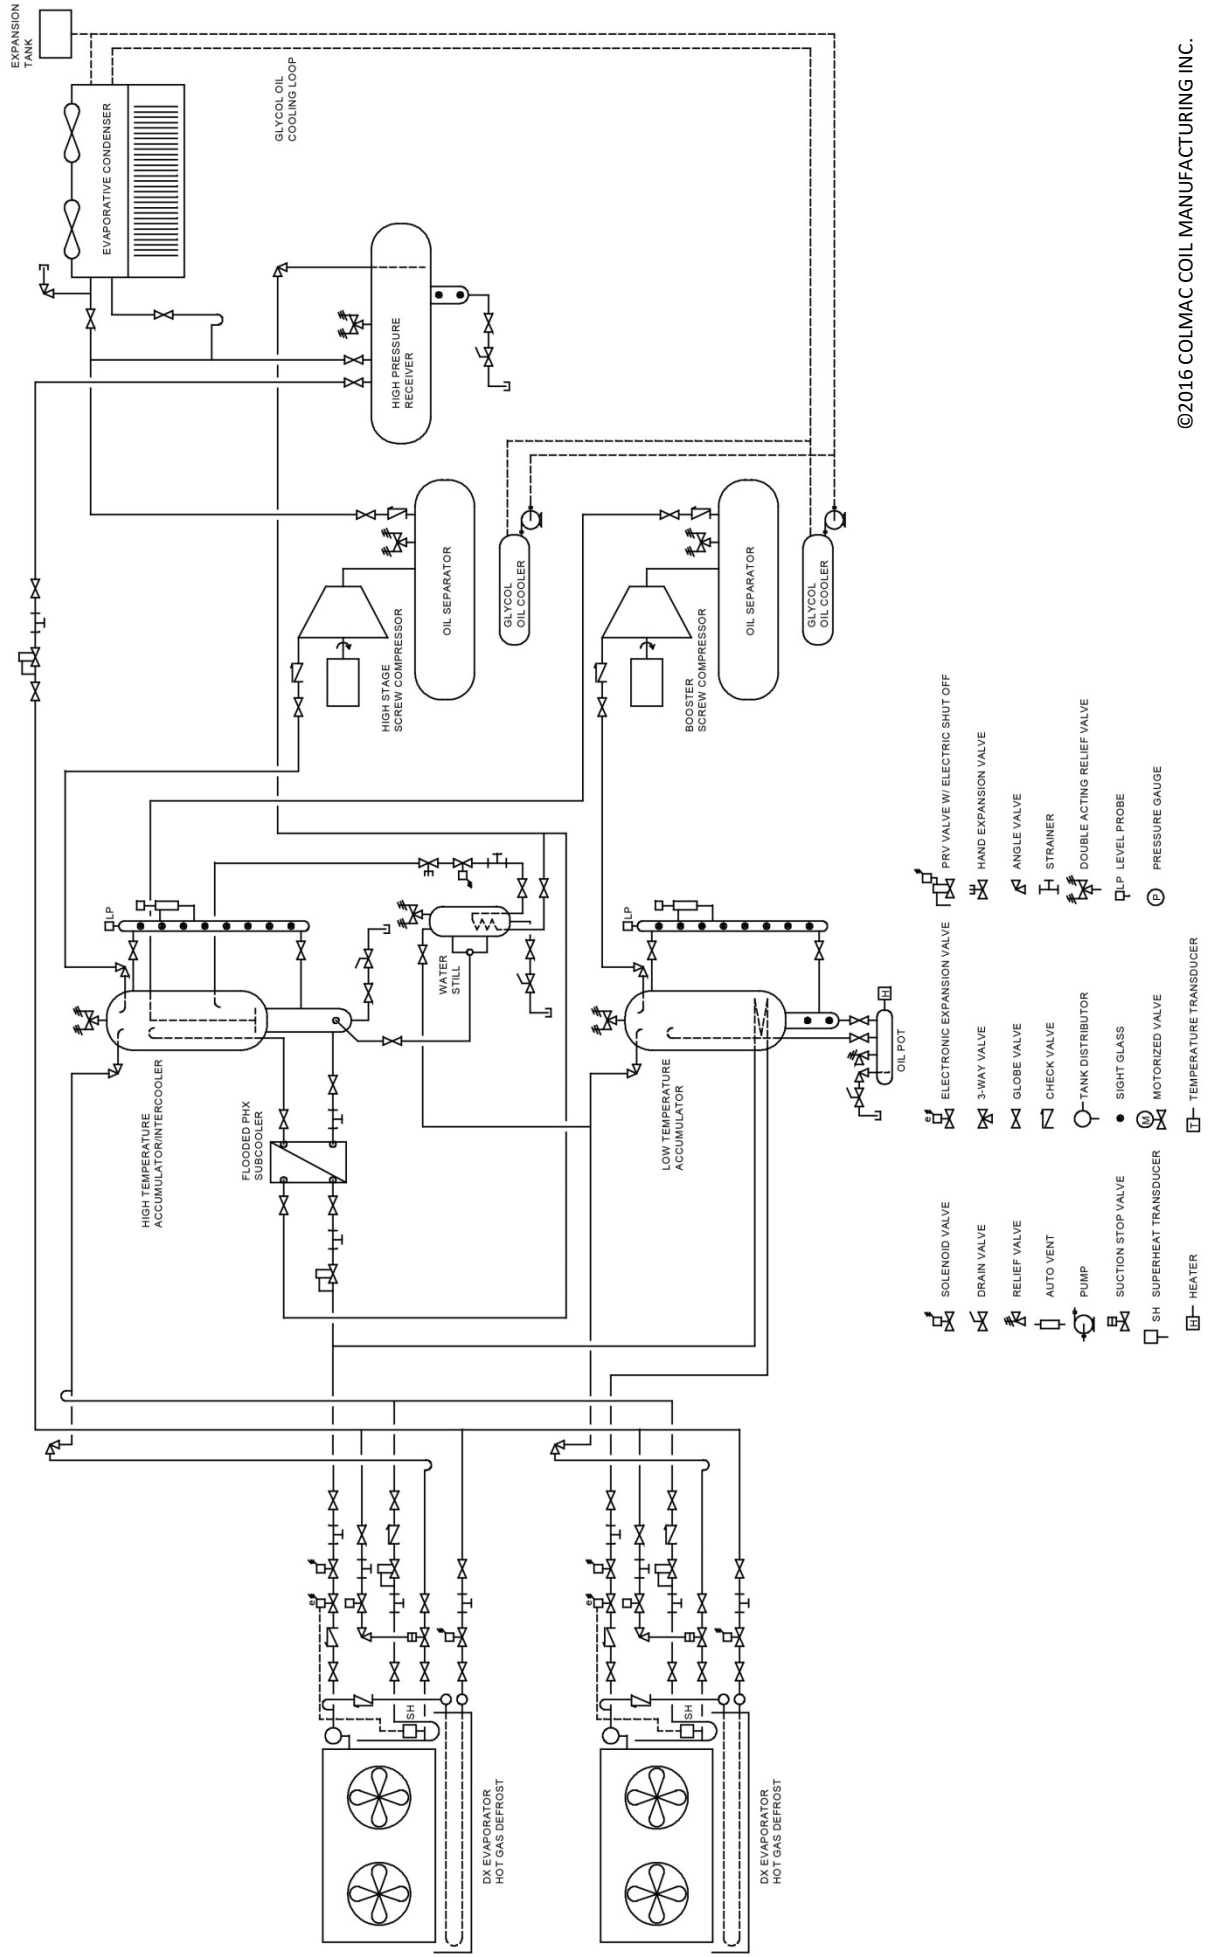 EXPANSION
TANK
EVAPORATIVE CONDENSER
GLYCOL OIL
COOLING LOOP
HIGH PRESSURE
RECEIVER
OIL SEPARATOR
HIGH STAGE
SCREW COMPRESSOR
GLYCOL
OIL COOLER
OIL SEPARATOR
BOOSTER
SCREW COMPRESSOR
GLYCOL
OIL COOLER
LP
HIGH TEMPERATURE
ACCUMULATOR/INTERCOOLER
WATER
STILL
FLOODED PHX
SUBCOOLER
LP
LOW TEMPERATURE
ACCUMULATOR
H
OIL POT
e
SH
DX EVAPORATOR
HOT GAS DEFROST
e
SH
DX EVAPORATOR
HOT GAS DEFROST
SOLENOID VALVE
DRAIN VALVE
RELIEF VALVE
AUTO VENT
PUMP
SUCTION STOP VALVE
SH SUPERHEAT TRANSDUCER
H HEATER
e ELECTRONIC EXPANSION VALVE
3-WAY VALVE
GLOBE VALVE
CHECK VALVE
TANK DISTRIBUTOR
SIGHT GLASS
M MOTORIZED VALVE
T TEMPERATURE TRANSDUCER
PRV VALVE W/ ELECTRIC SHUT OFF
HAND EXPANSION VALVE
ANGLE VALVE
STRAINER
DOUBLE ACTING RELIEF VALVE
LP LEVEL PROBE
P PRESSURE GAUGE
©2016 COLMAC COIL MANUFACTURING INC.